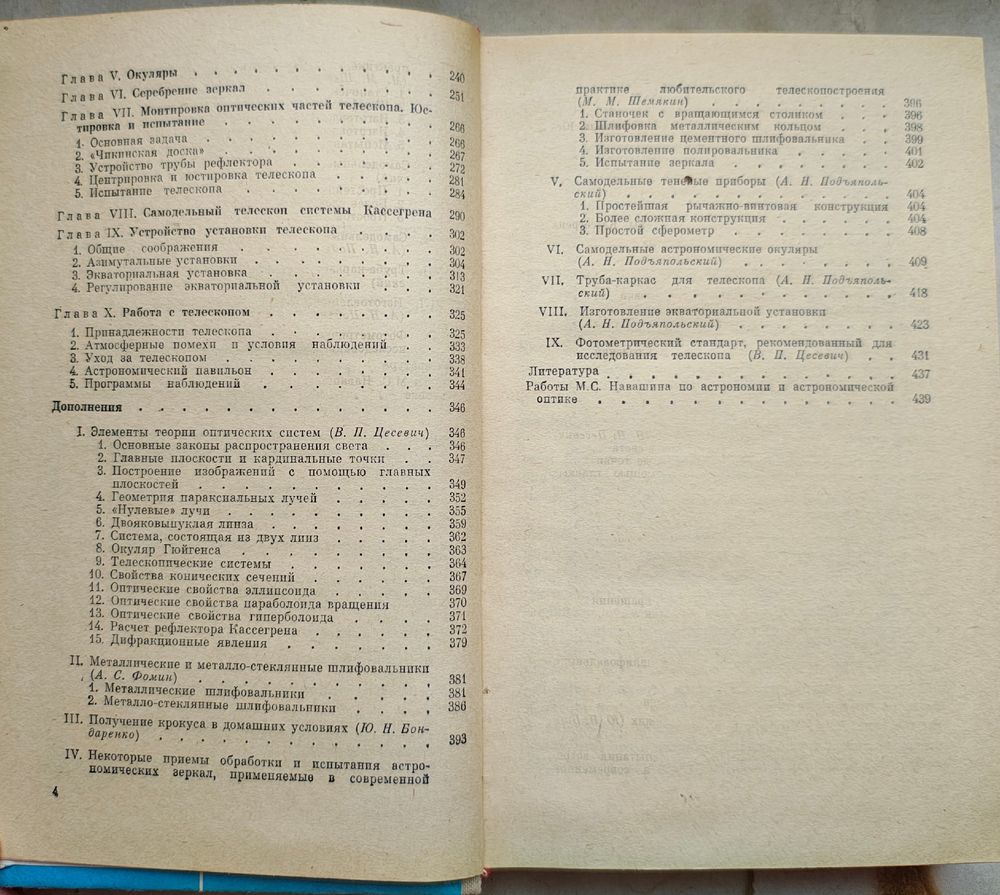 Глава V. Окуляры . . . . . . . . . . . . 240
Глава VI. Серебрение зеркал . . . . . . . . 251
Глава VII. Монтировка оптических частей телескопа. Юс-
тировка и испытание . . . . . . . . . . 266
1. Основная задача . . . . . . . . . . 266
2. «Чикинская доска» . . . . . . . . . . 267
3. Устройство трубы рефлектора . . . . . . . 272
4. Центрировка и юстировка телескопа . . . . . 281
5. Испытание телескопа . . . . . . . . . 284
Глава VIII. Самодельный телескоп системы Кассегрена 290
Глава IX. Устройство установки телескопа . . . . 302
1. Общие соображения . . . . . . . . . 302
2. Азимутальные установки . . . . . . . . 304
3. Экваториальная установка . . . . . . . . 313
4. Регулирование экваториальной установки . . . 321
Глава X. Работа с телескопом . . . . . . . . 325
1. Принадлежности телескопа . . . . . . . . 325
2. Атмосферные помехи и условия наблюдений . . 333
3. Уход за телескопом . . . . . . . . . . 338
4. Астрономический павильон . . . . . . . . 341
5. Программы наблюдений . . . . . . . . . 344
Дополнения . . . . . . . . . . . . . . 346
I. Элементы теории оптических систем (В. П. Цесевич) 346
1. Основные законы распространения света . . . 346
2. Главные плоскости и кардинальные точки . . 347
3. Построение изображений с помощью главных
плоскостей . . . . . . . . . . . 349
4. Геометрия параксиальных лучей . . . . . 352
5. «Нулевые» лучи . . . . . . . . . . 355
6. Двояковыпуклая линза . . . . . . . . 359
7. Система, состоящая из двух линз . . . . . 362
8. Окуляр Гюйгенса . . . . . . . . . . 363
9. Телескопические системы . . . . . . . 364
10. Свойства конических сечений . . . . . . 367
11. Оптические свойства эллипсоида . . . . . 369
12. Оптические свойства параболоида вращения 370
13. Оптические свойства гиперболоида . . . . 371
14. Расчет рефлектора Кассегрена . . . . . . 372
15. Дифракционные явления . . . . . . . 379
II. Металлические и металло-стеклянные шлифовальники
(А. С. Фомин) . . . . . . . . . . . 381
1. Металлические шлифовальники . . . . . . 381
2. Металло-стеклянные шлифовальники . . . . 386
III. Получение крокуса в домашних условиях (Ю. Н. Бон-
даренко) . . . . . . . . . . . . 393
IV. Некоторые приемы обработки и испытания астро-
номических зеркал, применяемые в современной
4
практике любительского телескопостроения
(М. М. Шемякин) . . . . . . . . . . 396
1. Станочек с вращающимся столиком . . . . 396
2. Шлифовка металлическим кольцом . . . . 398
3. Изготовление цементного шлифовальника . . 399
4. Изготовление полировальника . . . . . . 401
5. Испытание зеркала . . . . . . . . . 402
V. Самодельные теневые приборы (А. Н. Подъяполь-
ский) . . . . . . . . . . . . . 404
1. Простейшая рычажно-винтовая конструкция 404
2. Более сложная конструкция . . . . . . 404
3. Простой сферометр . . . . . . . . . 408
VI. Самодельные астрономические окуляры
(А. Н. Подъяпольский) . . . . . . . . 409
VII. Труба-каркас для телескопа (А. Н. Подъяполь-
ский) . . . . . . . . . . . . . 418
VIII. Изготовление экваториальной установки
(А. Н. Подъяпольский) . . . . . . . . 423
IX. Фотометрический стандарт, рекомендованный для
исследования телескопа (В. П. Цесевич) . . 431
Литература . . . . . . . . . . . . . . 437
Работы М.С. Навашина по астрономии и астрономической
оптике . . . . . . . . . . . . . . 439